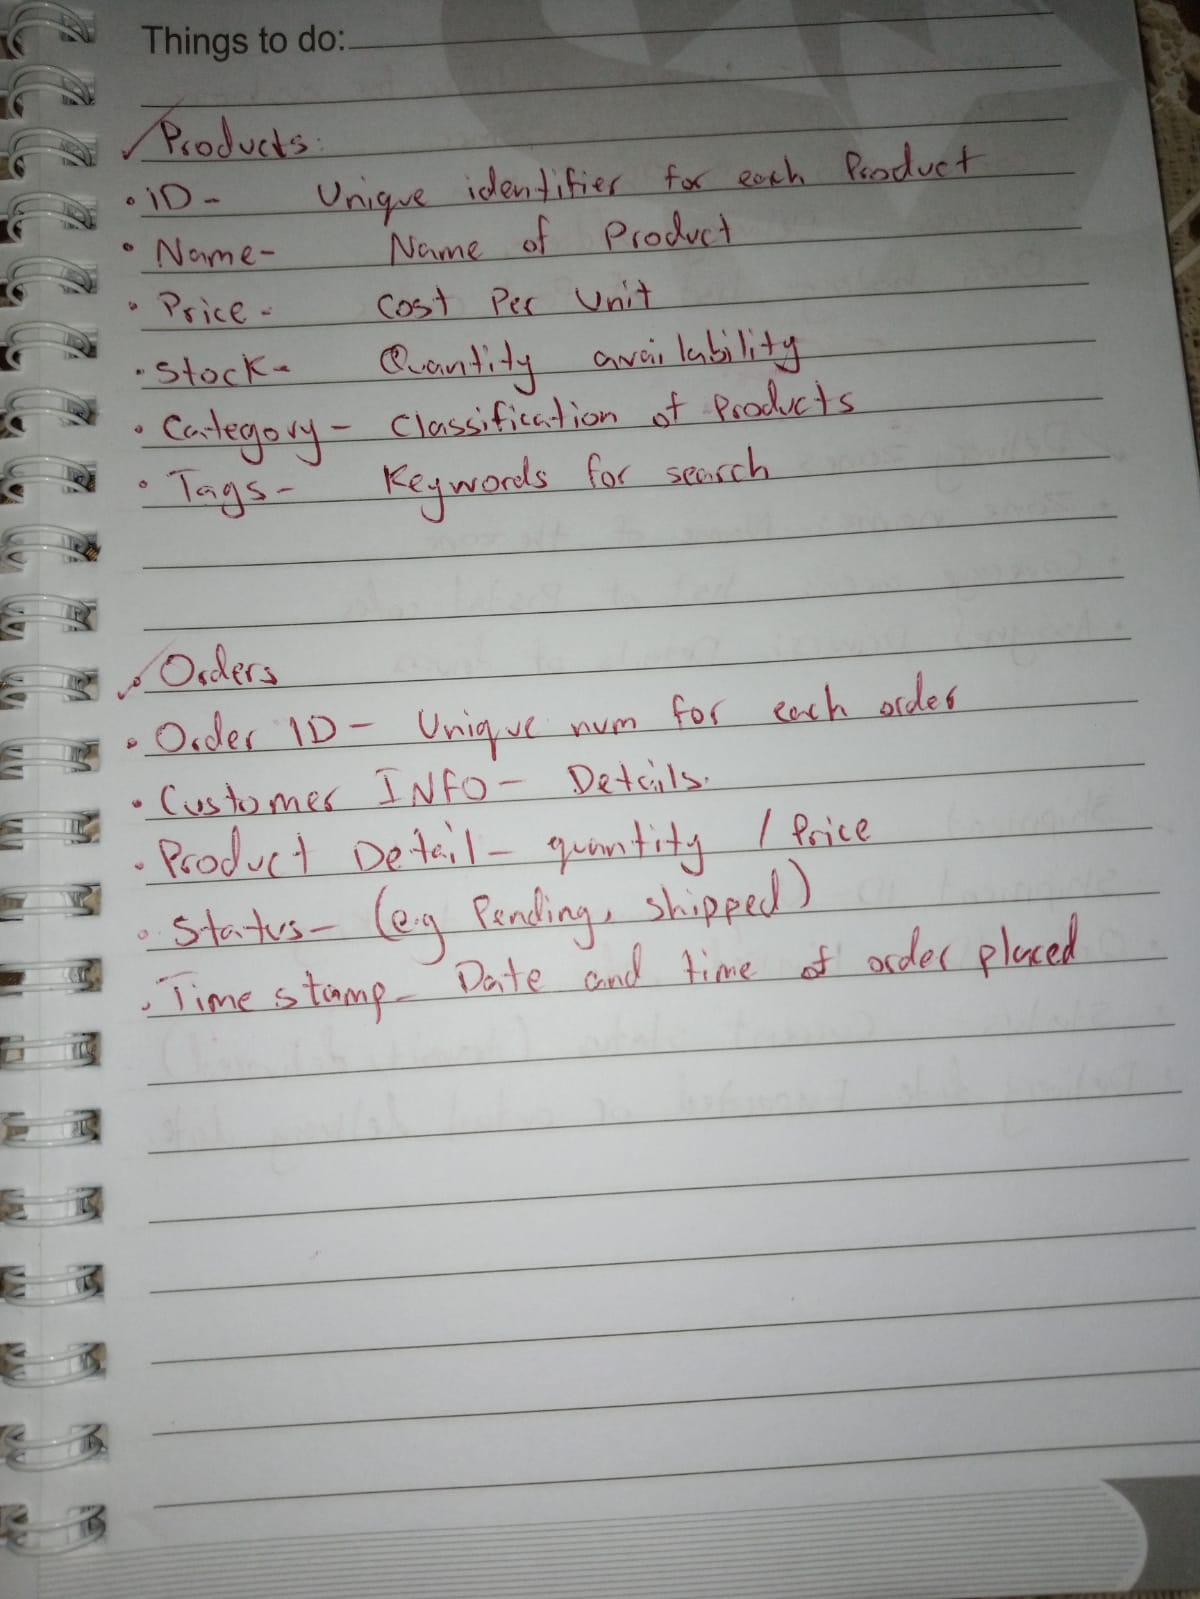 Things to do:
Products:
• ID - Unique identifier for each Product
• Name - Name of Product
• Price - Cost Per Unit
• Stock - Quantity availability
• Category - Classification of Products
• Tags - Keywords for search
• Orders
• Order ID - Unique num for each order
• Customer INFO - Details.
• Product Detail - quantity / Price
• Status - (e.g Pending, shipped)
• Time stamp - Date and time of order placed